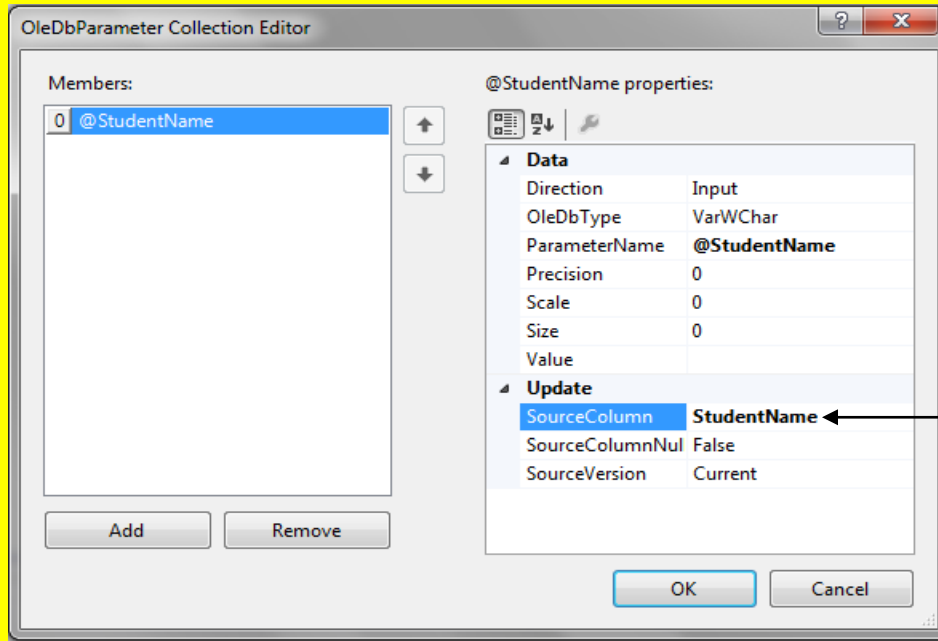 OleDbParameter Collection Editor
Members:
0 @StudentName
Add Remove
@StudentName properties:
Data
Direction Input
OleDbType VarWChar
ParameterName @StudentName
Precision 0
Scale 0
Size 0
Value
Update
SourceColumn StudentName
SourceColumnNul False
SourceVersion Current
OK Cancel